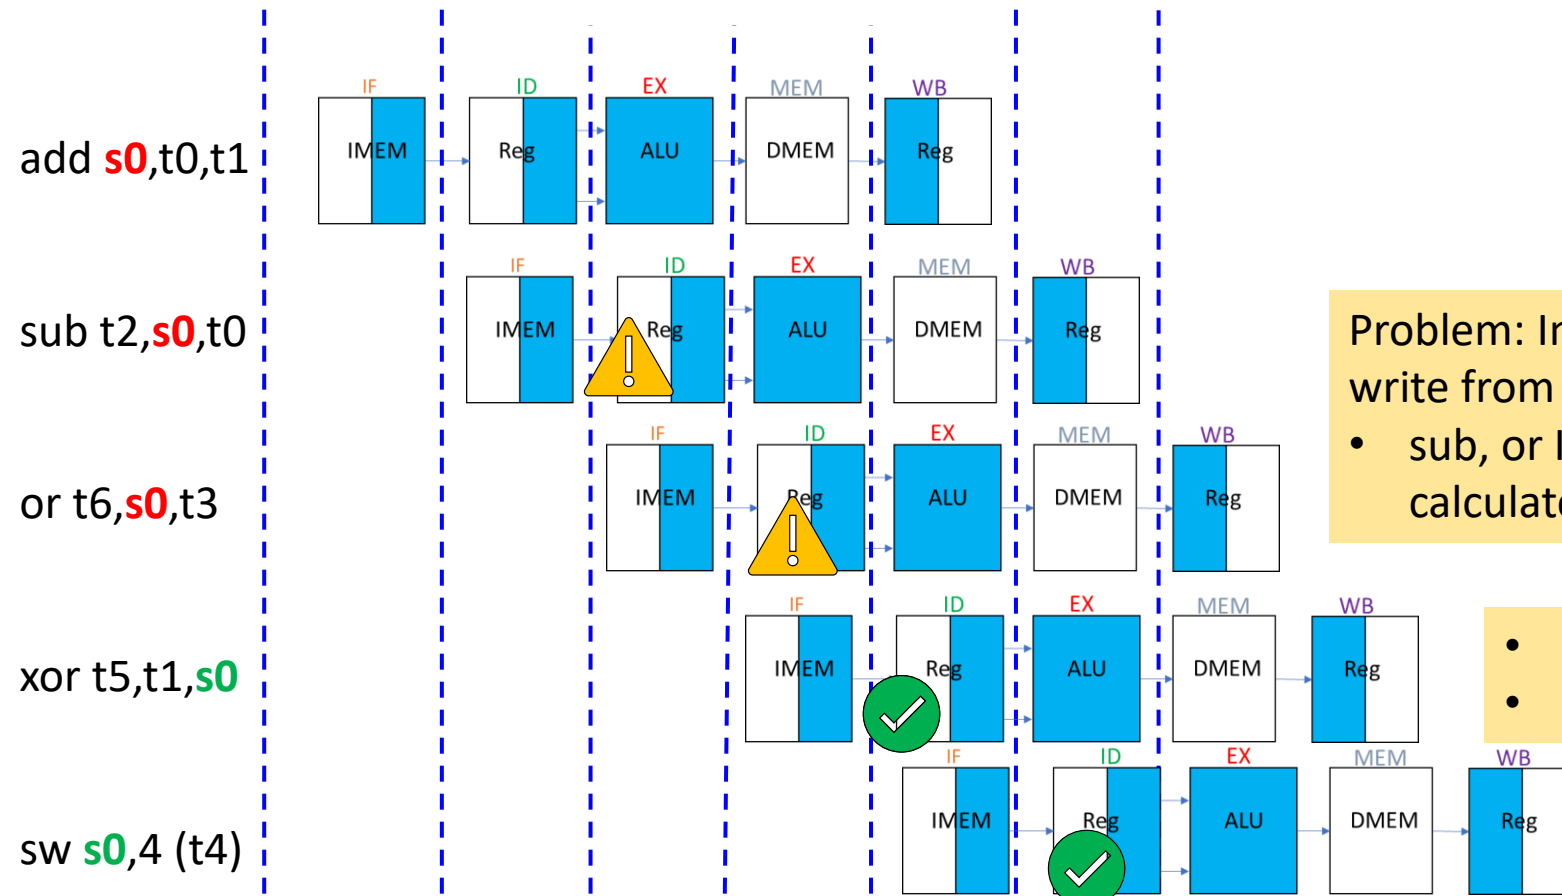 IF ID EX MEM WB
add s0,t0,t1 IMEM Reg ALU DMEM Reg
IF ID EX MEM WB
sub t2,s0,t0 IMEM Reg ALU DMEM Reg
Problem: 
write from
• sub, or 
calculate
IF ID EX MEM WB
or t6,s0,t3 IMEM Reg ALU DMEM Reg
IF ID EX MEM WB
xor t5,t1,s0 IMEM Reg ALU DMEM Reg
•
•
IF ID EX MEM WB
sw s0,4 (t4) IMEM Reg ALU DMEM Reg